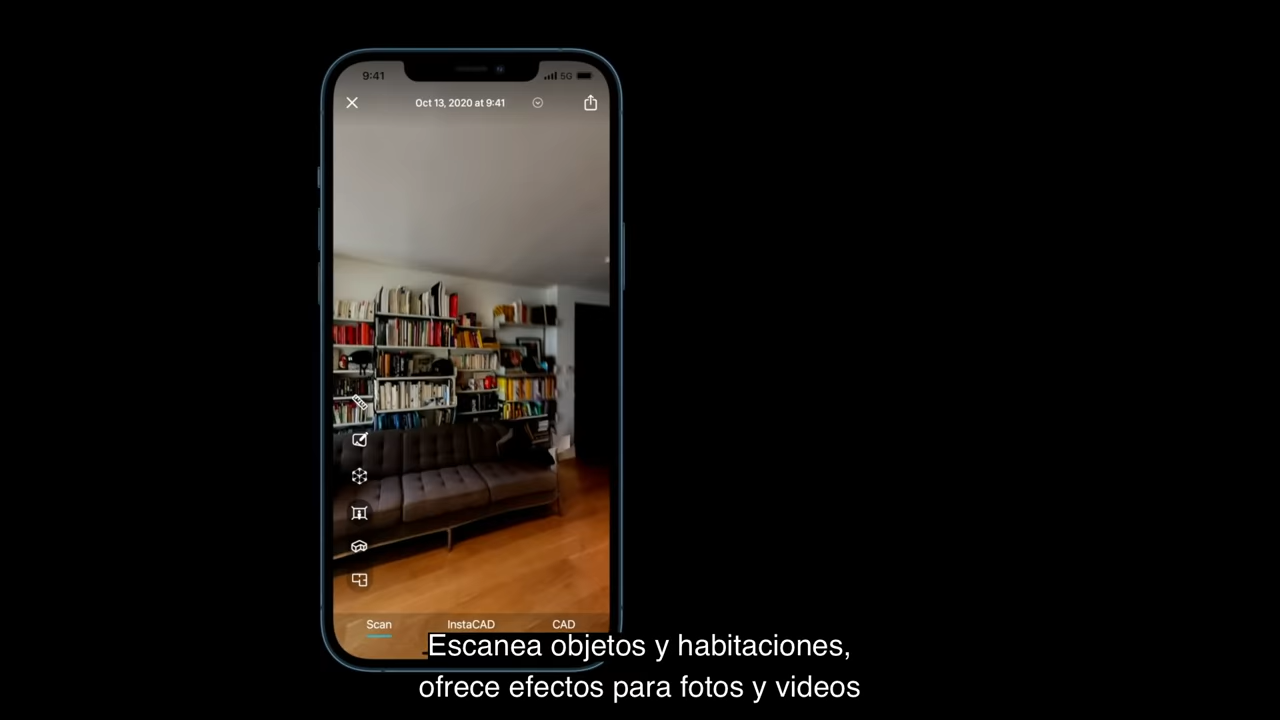 9:41
5G
Oct 13, 2020 at 9:41
Scan InstaCAD CAD
Escanea objetos y habitaciones,
ofrece efectos para fotos y videos